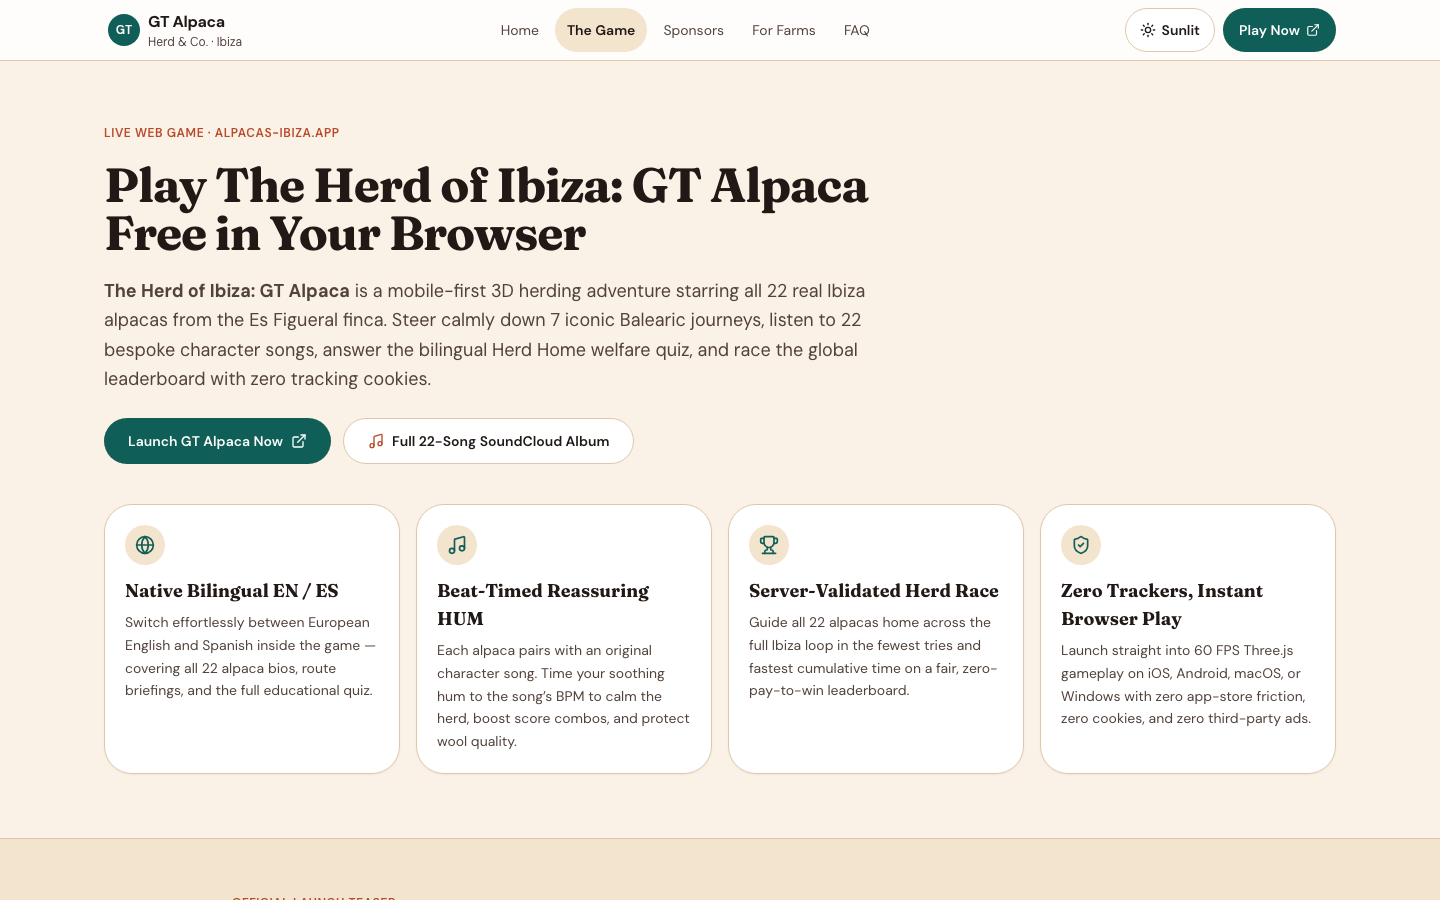 GT
GT Alpaca
Herd & Co. · Ibiza
Home
The Game
Sponsors
For Farms
FAQ
Sunlit
Play Now
LIVE WEB GAME · ALPACAS-IBIZA.APP
Play The Herd of Ibiza: GT Alpaca
Free in Your Browser
The Herd of Ibiza: GT Alpaca is a mobile-first 3D herding adventure starring all 22 real Ibiza
alpacas from the Es Figueral finca. Steer calmly down 7 iconic Balearic journeys, listen to 22
bespoke character songs, answer the bilingual Herd Home welfare quiz, and race the global
leaderboard with zero tracking cookies.
Launch GT Alpaca Now
Full 22-Song SoundCloud Album
Native Bilingual EN / ES
Switch effortlessly between European
English and Spanish inside the game —
covering all 22 alpaca bios, route
briefings, and the full educational quiz.
Beat-Timed Reassuring
HUM
Each alpaca pairs with an original
character song. Time your soothing
hum to the song's BPM to calm the
herd, boost score combos, and protect
wool quality.
Server-Validated Herd Race
Guide all 22 alpacas home across the
full Ibiza loop in the fewest tries and
fastest cumulative time on a fair, zero-
pay-to-win leaderboard.
Zero Trackers, Instant
Browser Play
Launch straight into 60 FPS Three.js
gameplay on iOS, Android, macOS, or
Windows with zero app-store friction,
zero cookies, and zero third-party ads.
OFFICIAL LAUNCH TEASER